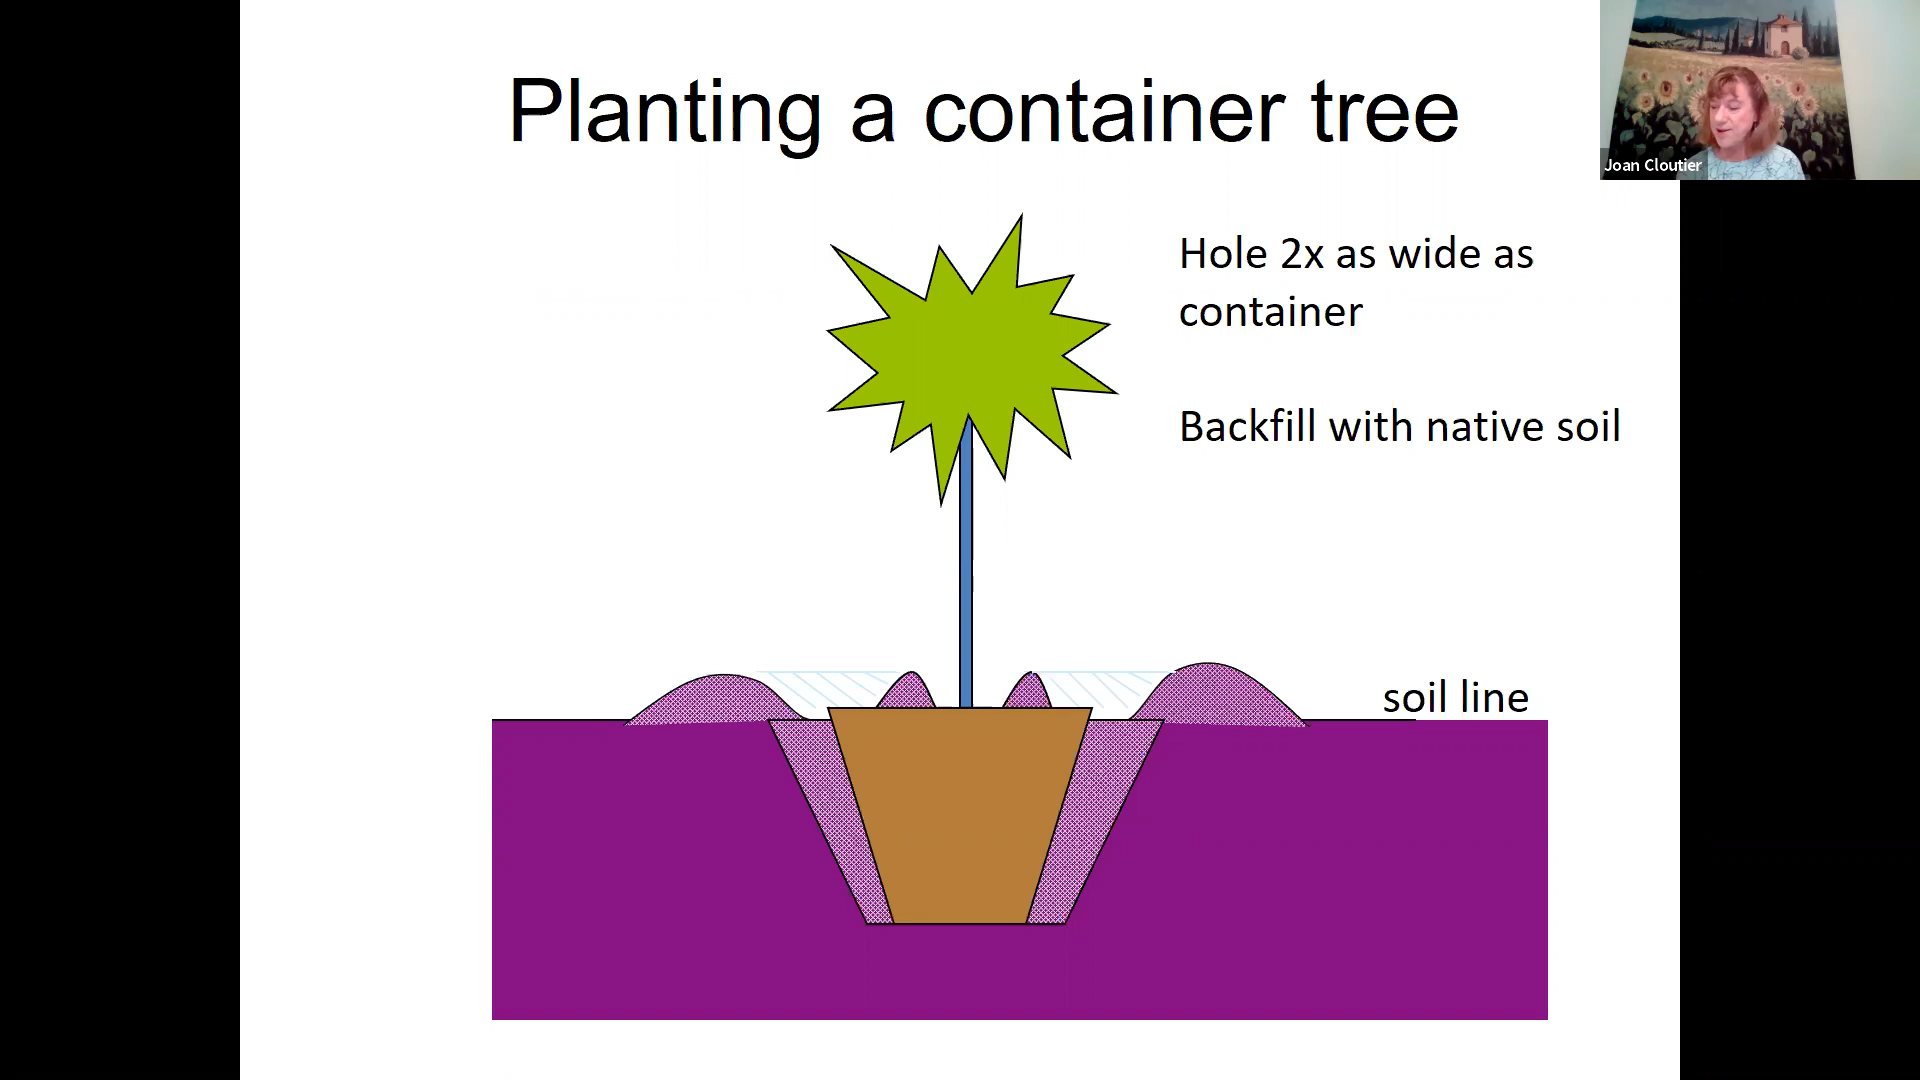 Planting a container tree
Joan Cloutier
Hole 2x as wide as
container
Backfill with native soil
soil line